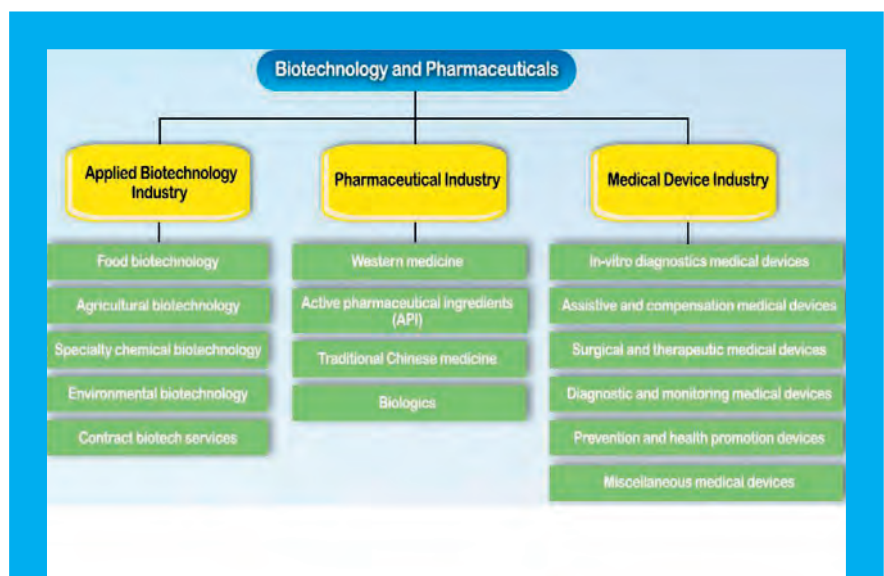 Biotechnology and Pharmaceuticals
Applied Biotechnology
Industry
Food biotechnology
Agricultural biotechnology
Specialty chemical biotechnology
Environmental biotechnology
Contract biotech services
Pharmaceutical Industry
Western medicine
Active pharmaceutical ingredients
(API)
Traditional Chinese medicine
Biologics
Medical Device Industry
In-vitro diagnostics medical devices
Assistive and compensation medical devices
Surgical and therapeutic medical devices
Diagnostic and monitoring medical devices
Prevention and health promotion devices
Miscellaneous medical devices